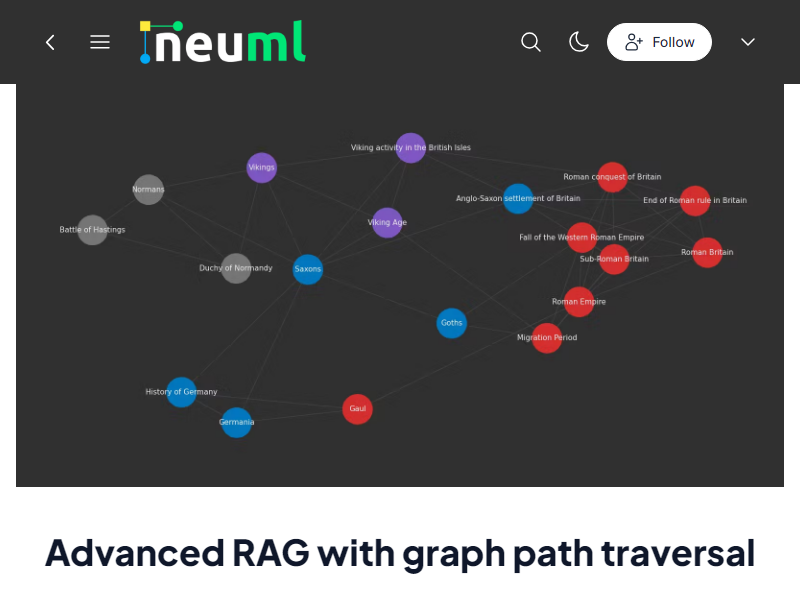 neuml
Follow
Viking activity in the British Isles
Vikings
Roman conquest of Britain
Normans
Anglo-Saxon settlement of Britain
End of Roman rule in Britain
Viking Age
Battle of Hastings
Fall of the Western Roman Empire
Roman Britain
Sub-Roman Britain
Duchy of Normandy
Saxons
Roman Empire
Goths
Migration Period
History of Germany
Gaul
Germania
Advanced RAG with graph path traversal